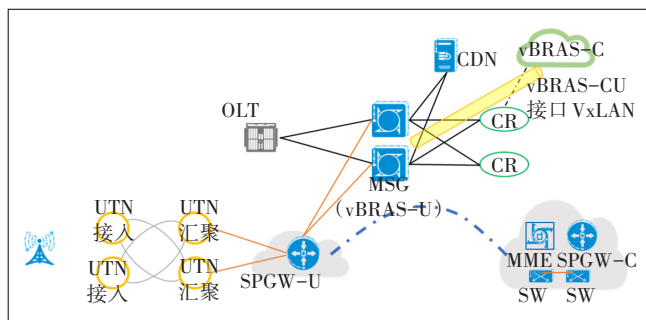 vBRAS-C
CDN
vBRAS-CU
接口 VxLAN
OLT
CR
CR
MSG
(vBRAS-U)
UTN
接入
UTN
汇聚
UTN
接入
UTN
汇聚
SPGW-U
MME SPGW-C
SW
SW